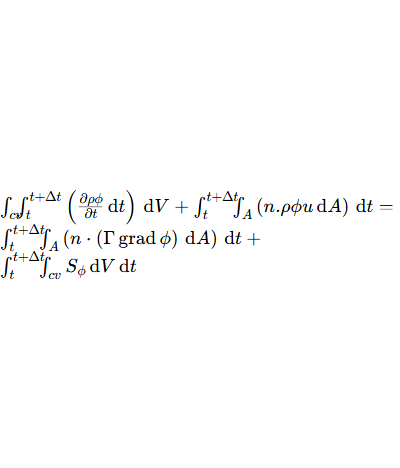 ∫_{cv} ∫_t^{t+Δt} (∂ρϕ/∂t dt) dV + ∫_t^{t+Δt} ∫_A (n.ρϕu dA) dt =
∫_t^{t+Δt} ∫_A (n · (Γ grad ϕ) dA) dt +
∫_t^{t+Δt} ∫_{cv} S_ϕ dV dt